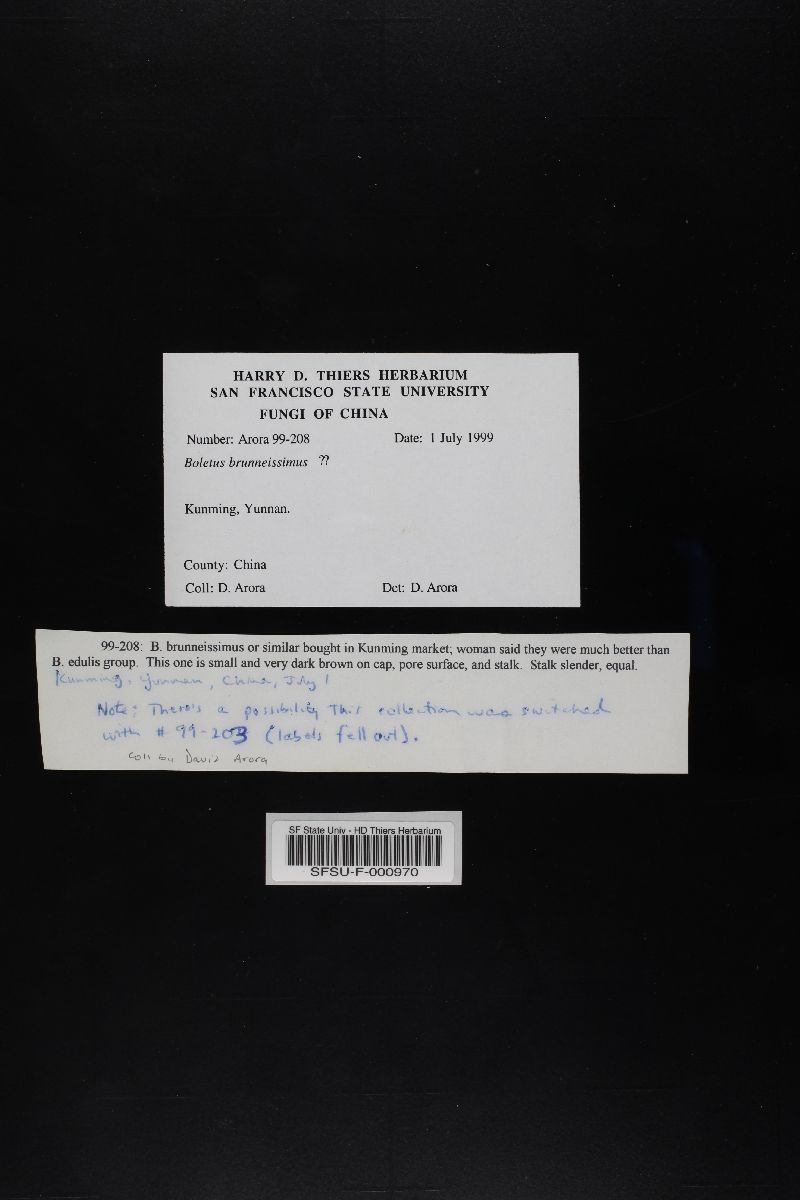 HARRY D. THIERS HERBARIUM
SAN FRANCISCO STATE UNIVERSITY
FUNGI OF CHINA
Number: Arora 99-208 Date: 1 July 1999
Boletus brunneissimus ??
Kunming, Yunnan.
County: China
Coll: D. Arora Det: D. Arora
99-208: B. brunneissimus or similar bought in Kunming market; woman said they were much better than
B. edulis group. This one is small and very dark brown on cap, pore surface, and stalk. Stalk slender, equal.
Kunming, Yunnan, China, July 1
Note: There's a possibility this collection was switched
with # 99-203 (labels fell out).
Coll by David Arora
SF State Univ - HD Thiers Herbarium
SFSU-F-000970